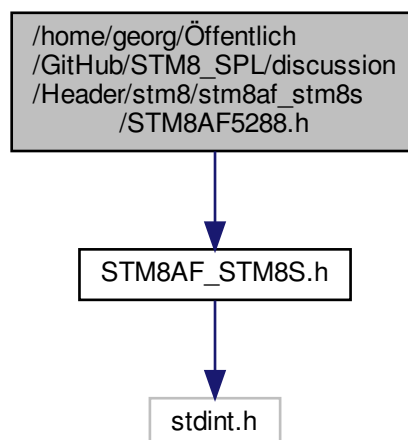 /home/georg/Öffentlich
/GitHub/STM8_SPL/discussion
/Header/stm8/stm8af_stm8s
/STM8AF5288.h
STM8AF_STM8S.h
stdint.h